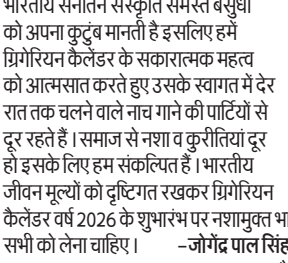 भारतीय सनातन संस्कृति समस्त बसुधा
को अपना कुटुंब मानती है इसलिए हमें
ग्रिगेरियन कैलेंडर के सकारात्मक महत्व
को आत्मसात करते हुए उसके स्वागत में देर
रात तक चलने वाले नाच गाने की पार्टियों से
दूर रहते हैं। समाज से नशा व कुरीतियां दूर
हो इसके लिए हम संकल्पित हैं। भारतीय
जीवन मूल्यों को दृष्टिगत रखकर ग्रिगेरियन
कैलेंडर वर्ष 2026 के शुभारंभ पर नशामुक्त भा
सभी को लेना चाहिए। -जोगेंद्र पाल सिंह